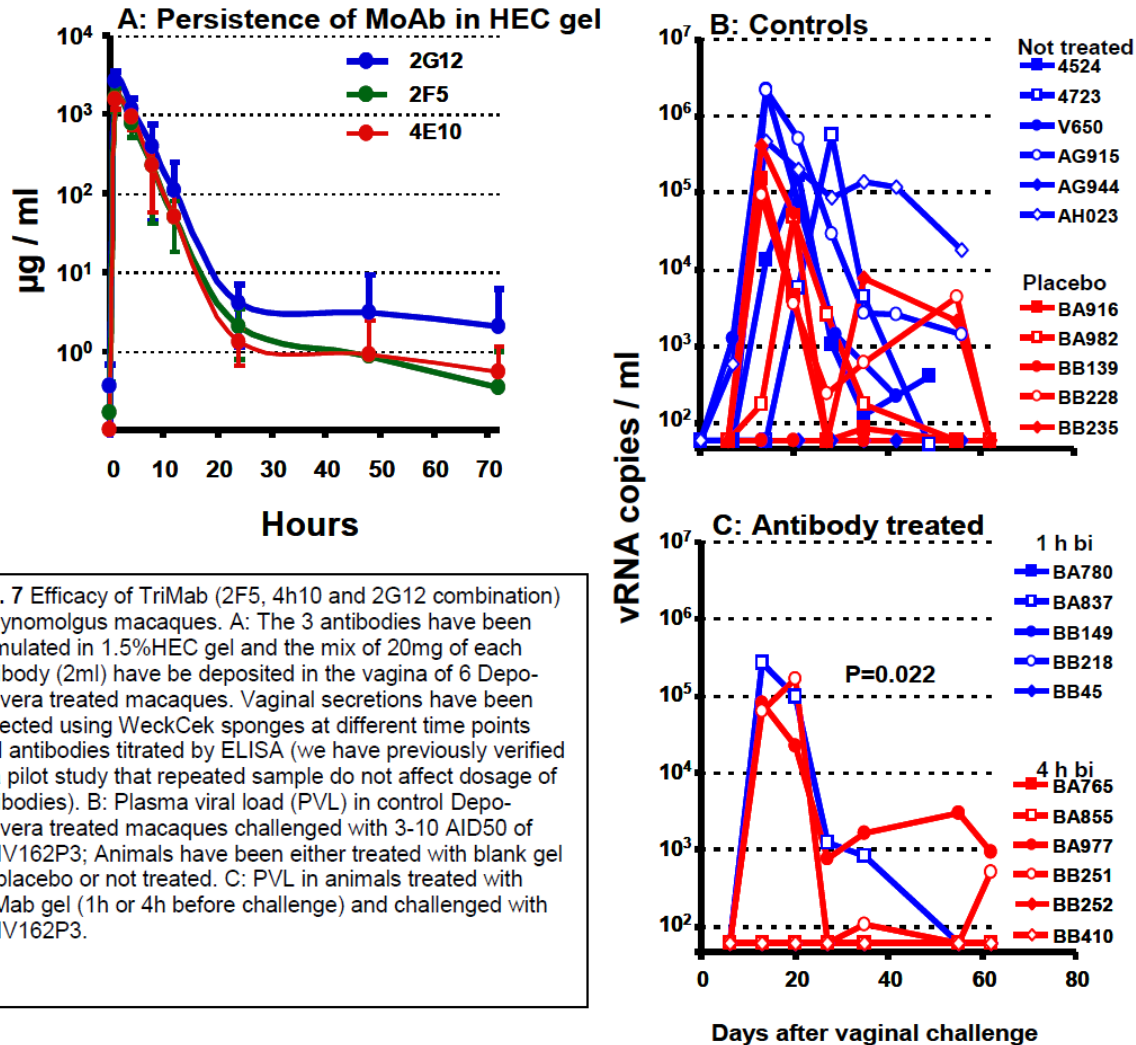 A: Persistence of MoAb in HEC gel
10⁴
10³
10²
10¹
10⁰
µg / ml
2G12
2F5
4E10
0 10 20 30 40 50 60 70
Hours
B: Controls
10⁷
10⁶
10⁵
10⁴
10³
10²
Not treated
4524
4723
V650
AG915
AG944
AH023
Placebo
BA916
BA982
BB139
BB228
BB235
vRNA copies / ml
C: Antibody treated
10⁷
10⁶
10⁵
10⁴
10³
10²
P=0.022
1 h bi
BA780
BA837
BB149
BB218
BB45
4 h bi
BA765
BA855
BA977
BB251
BB252
BB410
0 20 40 60 80
Days after vaginal challenge
. 7 Efficacy of TriMab (2F5, 4h10 and 2G12 combination)
ynomolgus macaques. A: The 3 antibodies have been
mulated in 1.5%HEC gel and the mix of 20mg of each
body (2ml) have be deposited in the vagina of 6 Depo-
vera treated macaques. Vaginal secretions have been
ected using WeckCek sponges at different time points
antibodies titrated by ELISA (we have previously verified
pilot study that repeated sample do not affect dosage of
bodies). B: Plasma viral load (PVL) in control Depo-
vera treated macaques challenged with 3-10 AID50 of
IV162P3; Animals have been either treated with blank gel
placebo or not treated. C: PVL in animals treated with
Mab gel (1h or 4h before challenge) and challenged with
IV162P3.